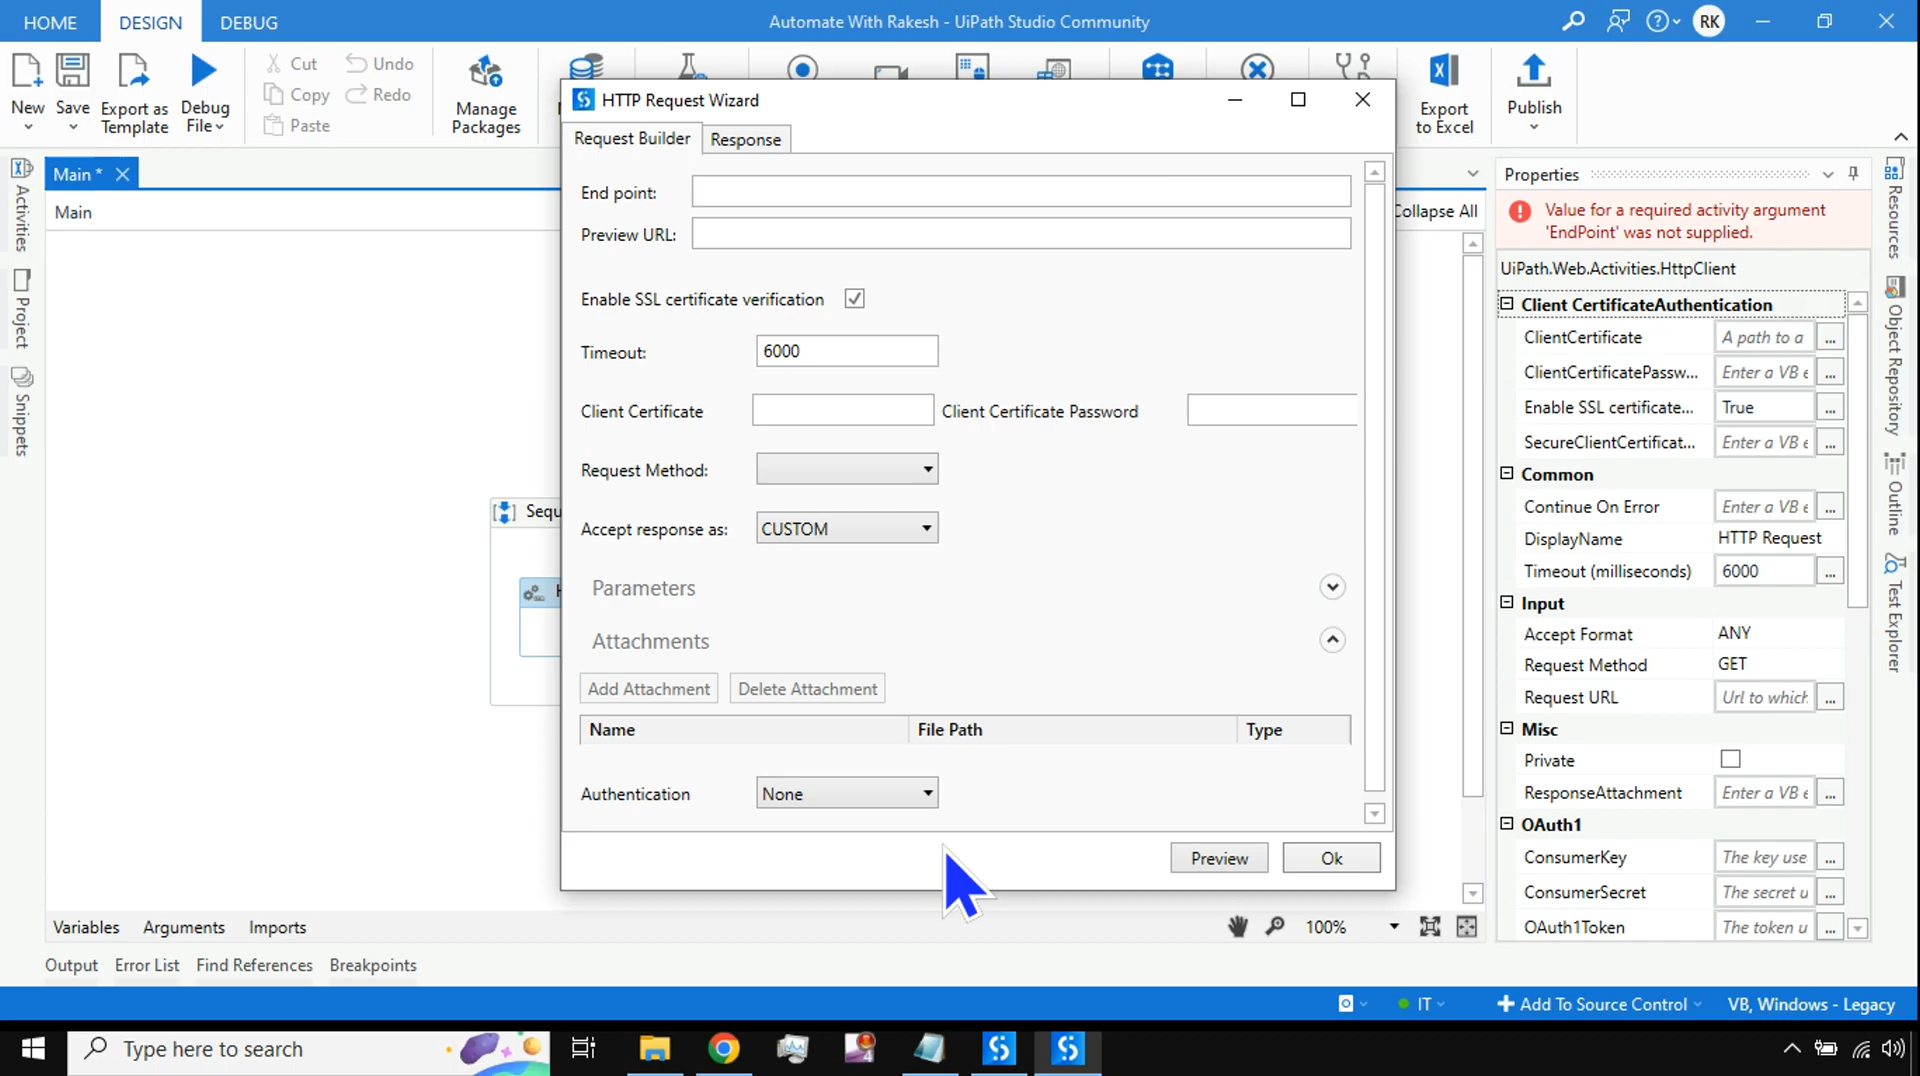 HOME
DESIGN
DEBUG
Automate With Rakesh - UiPath Studio Community
RK
New
Save
Export as
Template
Debug
File
Cut
Copy
Paste
Undo
Redo
Manage
Packages
Export
to Excel
Publish
HTTP Request Wizard
Request Builder
Response
End point:
Preview URL:
Enable SSL certificate verification
Timeout:
6000
Client Certificate
Client Certificate Password
Request Method:
Accept response as:
CUSTOM
Parameters
Attachments
Add Attachment
Delete Attachment
Name
File Path
Type
Authentication
None
Preview
Ok
Activities
Project
Snippets
Main *
Main
Collapse All
Sequ
H
Properties
Value for a required activity argument
'EndPoint' was not supplied.
UiPath.Web.Activities.HttpClient
Client CertificateAuthentication
ClientCertificate
A path to a
...
ClientCertificatePassw...
Enter a VB e
...
Enable SSL certificate...
True
...
SecureClientCertificat...
Enter a VB e
...
Common
Continue On Error
Enter a VB e
...
DisplayName
HTTP Request
Timeout (milliseconds)
6000
...
Input
Accept Format
ANY
Request Method
GET
Request URL
Url to which
...
Misc
Private
ResponseAttachment
Enter a VB e
...
OAuth1
ConsumerKey
The key use
...
ConsumerSecret
The secret u
...
OAuth1Token
The token u
...
Resources
Object Repository
Outline
Test Explorer
Variables
Arguments
Imports
100%
Output
Error List
Find References
Breakpoints
IT
Add To Source Control
VB, Windows - Legacy
Type here to search
4